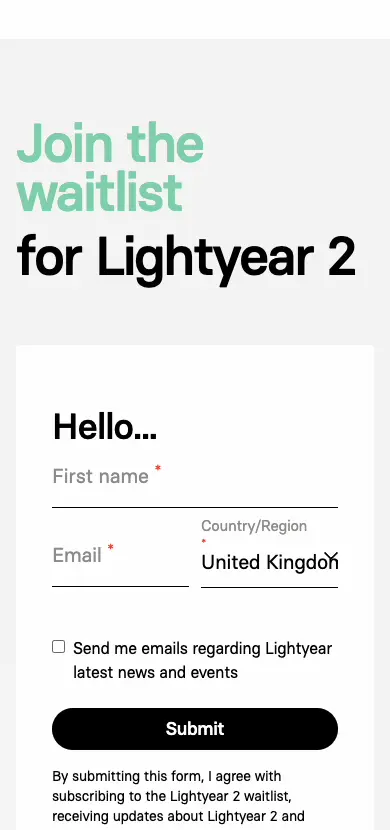 Join the
waitlist
for Lightyear 2
Hello...
First name *
Country/Region
*
Email *
United Kingdom
Send me emails regarding Lightyear
latest news and events
Submit
By submitting this form, I agree with
subscribing to the Lightyear 2 waitlist,
receiving updates about Lightyear 2 and